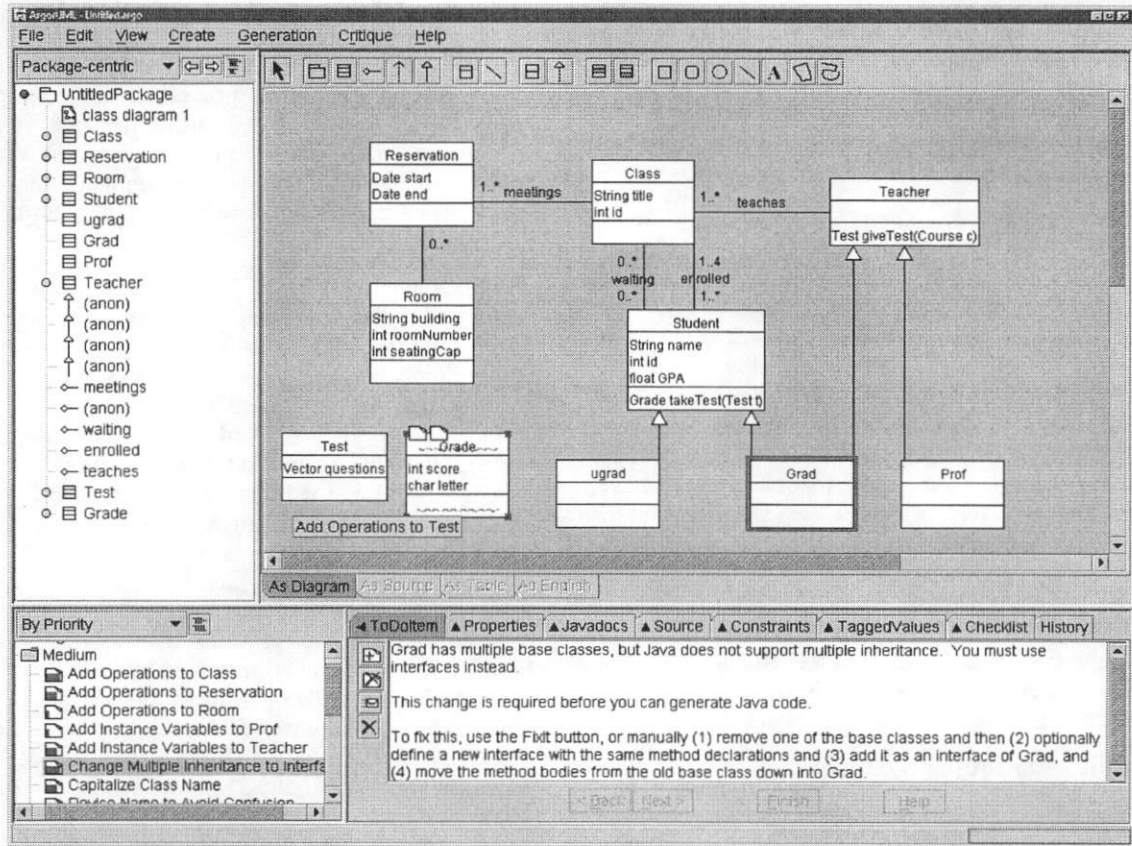 ArgoUML - Untitled.argo
File Edit View Create Generation Critique Help
Package-centric
UntitledPackage
class diagram 1
Class
Reservation
Room
Student
ugrad
Grad
Prof
Teacher
(anon)
(anon)
(anon)
(anon)
meetings
(anon)
waiting
enrolled
teaches
Test
Grade
A
Reservation
Date start
Date end
1..* meetings
Class
String title
int id
1..*
teaches
Teacher
Test giveTest(Course c)
0..*
Room
String building
int roomNumber
int seatingCap
0..* 1..4
waiting enrolled
0..* 1..*
Student
String name
int id
float GPA
Grade takeTest(Test t)
Test
Vector questions
Grade
int score
char letter
Add Operations to Test
ugrad
Grad
Prof
As Diagram As Source As Table As English
By Priority
Medium
Add Operations to Class
Add Operations to Reservation
Add Operations to Room
Add Instance Variables to Prof
Add Instance Variables to Teacher
Change Multiple Inheritance to Interfa
Capitalize Class Name
Revise Name to Avoid Confusion
ToDoItem Properties Javadocs Source Constraints TaggedValues Checklist History
Grad has multiple base classes, but Java does not support multiple inheritance. You must use
interfaces instead.
This change is required before you can generate Java code.
To fix this, use the FixIt button, or manually (1) remove one of the base classes and then (2) optionally
define a new interface with the same method declarations and (3) add it as an interface of Grad, and
(4) move the method bodies from the old base class down into Grad.
< Back Next > Finish Help